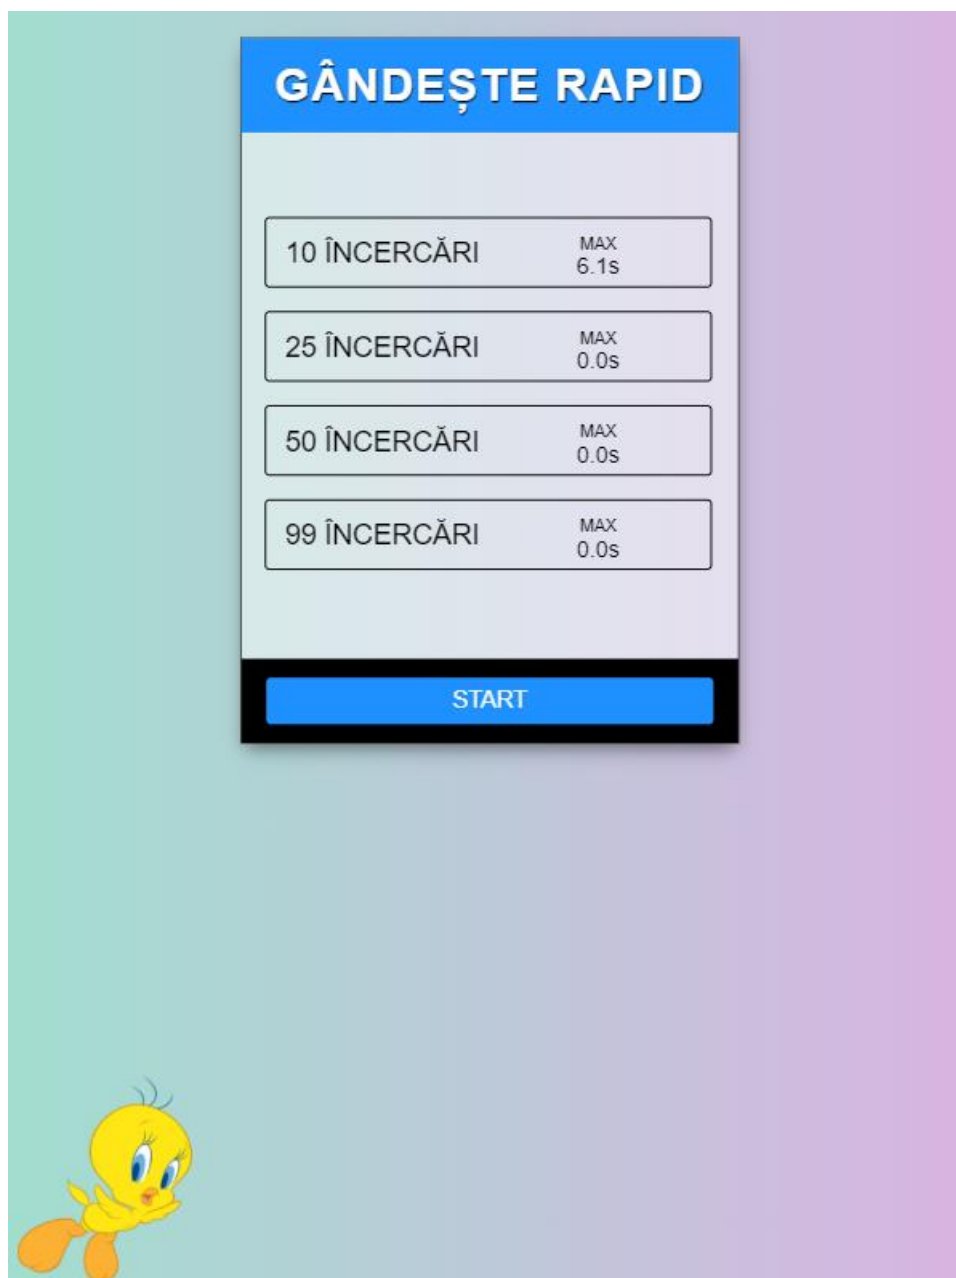 GÂNDEȘTE RAPID
10 ÎNCERCĂRI
MAX
6.1s
25 ÎNCERCĂRI
MAX
0.0s
50 ÎNCERCĂRI
MAX
0.0s
99 ÎNCERCĂRI
MAX
0.0s
START